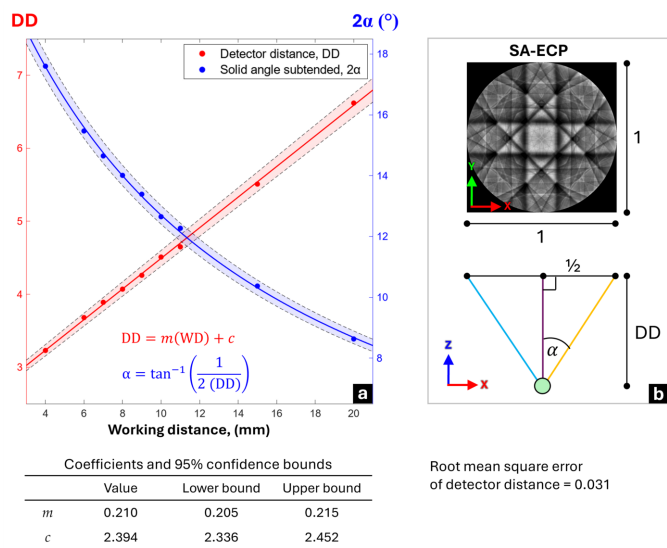 DD
2α (°)
Detector distance, DD
Solid angle subtended, 2α
7
6
5
4
3
18
16
14
12
10
8
DD = m(WD) + c
α = tan⁻¹(1/2 (DD))
a
4
6
8
10
12
14
16
18
20
Working distance, (mm)
SA-ECP
Y
X
1
1
½
α
DD
Z
X
b
Coefficients and 95% confidence bounds
Value Lower bound Upper bound
m 0.210 0.205 0.215
c 2.394 2.336 2.452
Root mean square error
of detector distance = 0.031